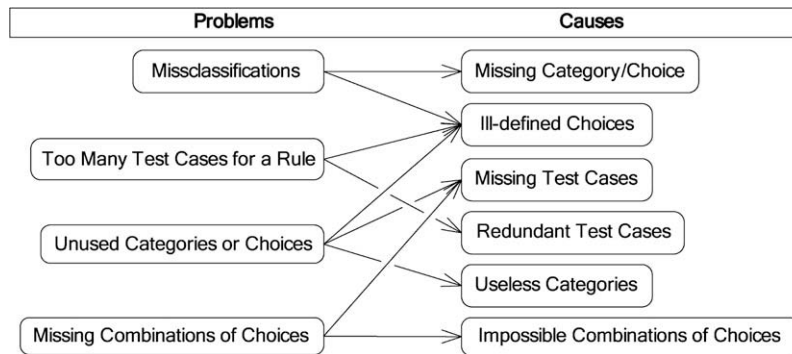 Problems Causes
Missclassifications
Missing Category/Choice
Ill-defined Choices
Too Many Test Cases for a Rule
Missing Test Cases
Redundant Test Cases
Unused Categories or Choices
Useless Categories
Missing Combinations of Choices
Impossible Combinations of Choices